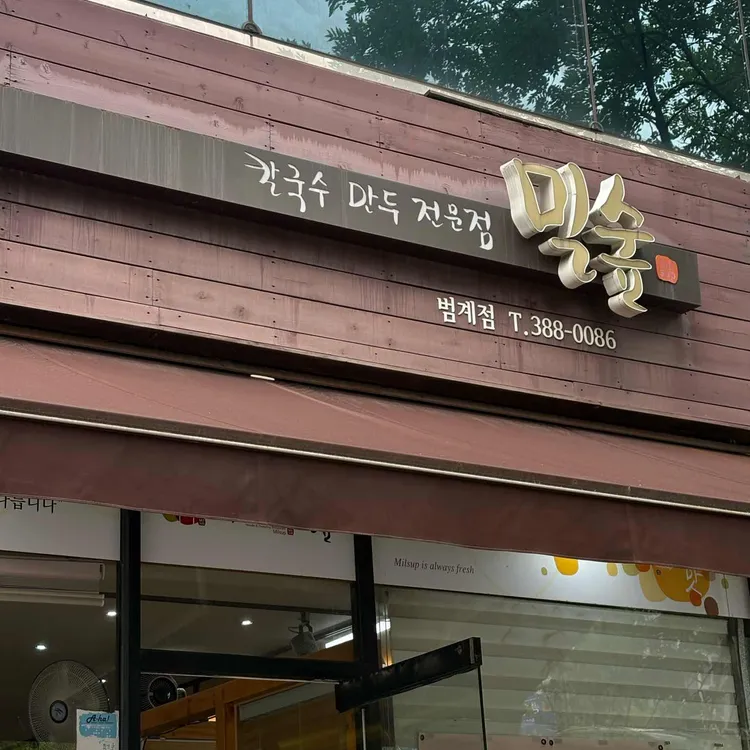 칼국수 만두 전문점 밀숲
범계점 T.388-0086
Milsup is always fresh
A-ha!